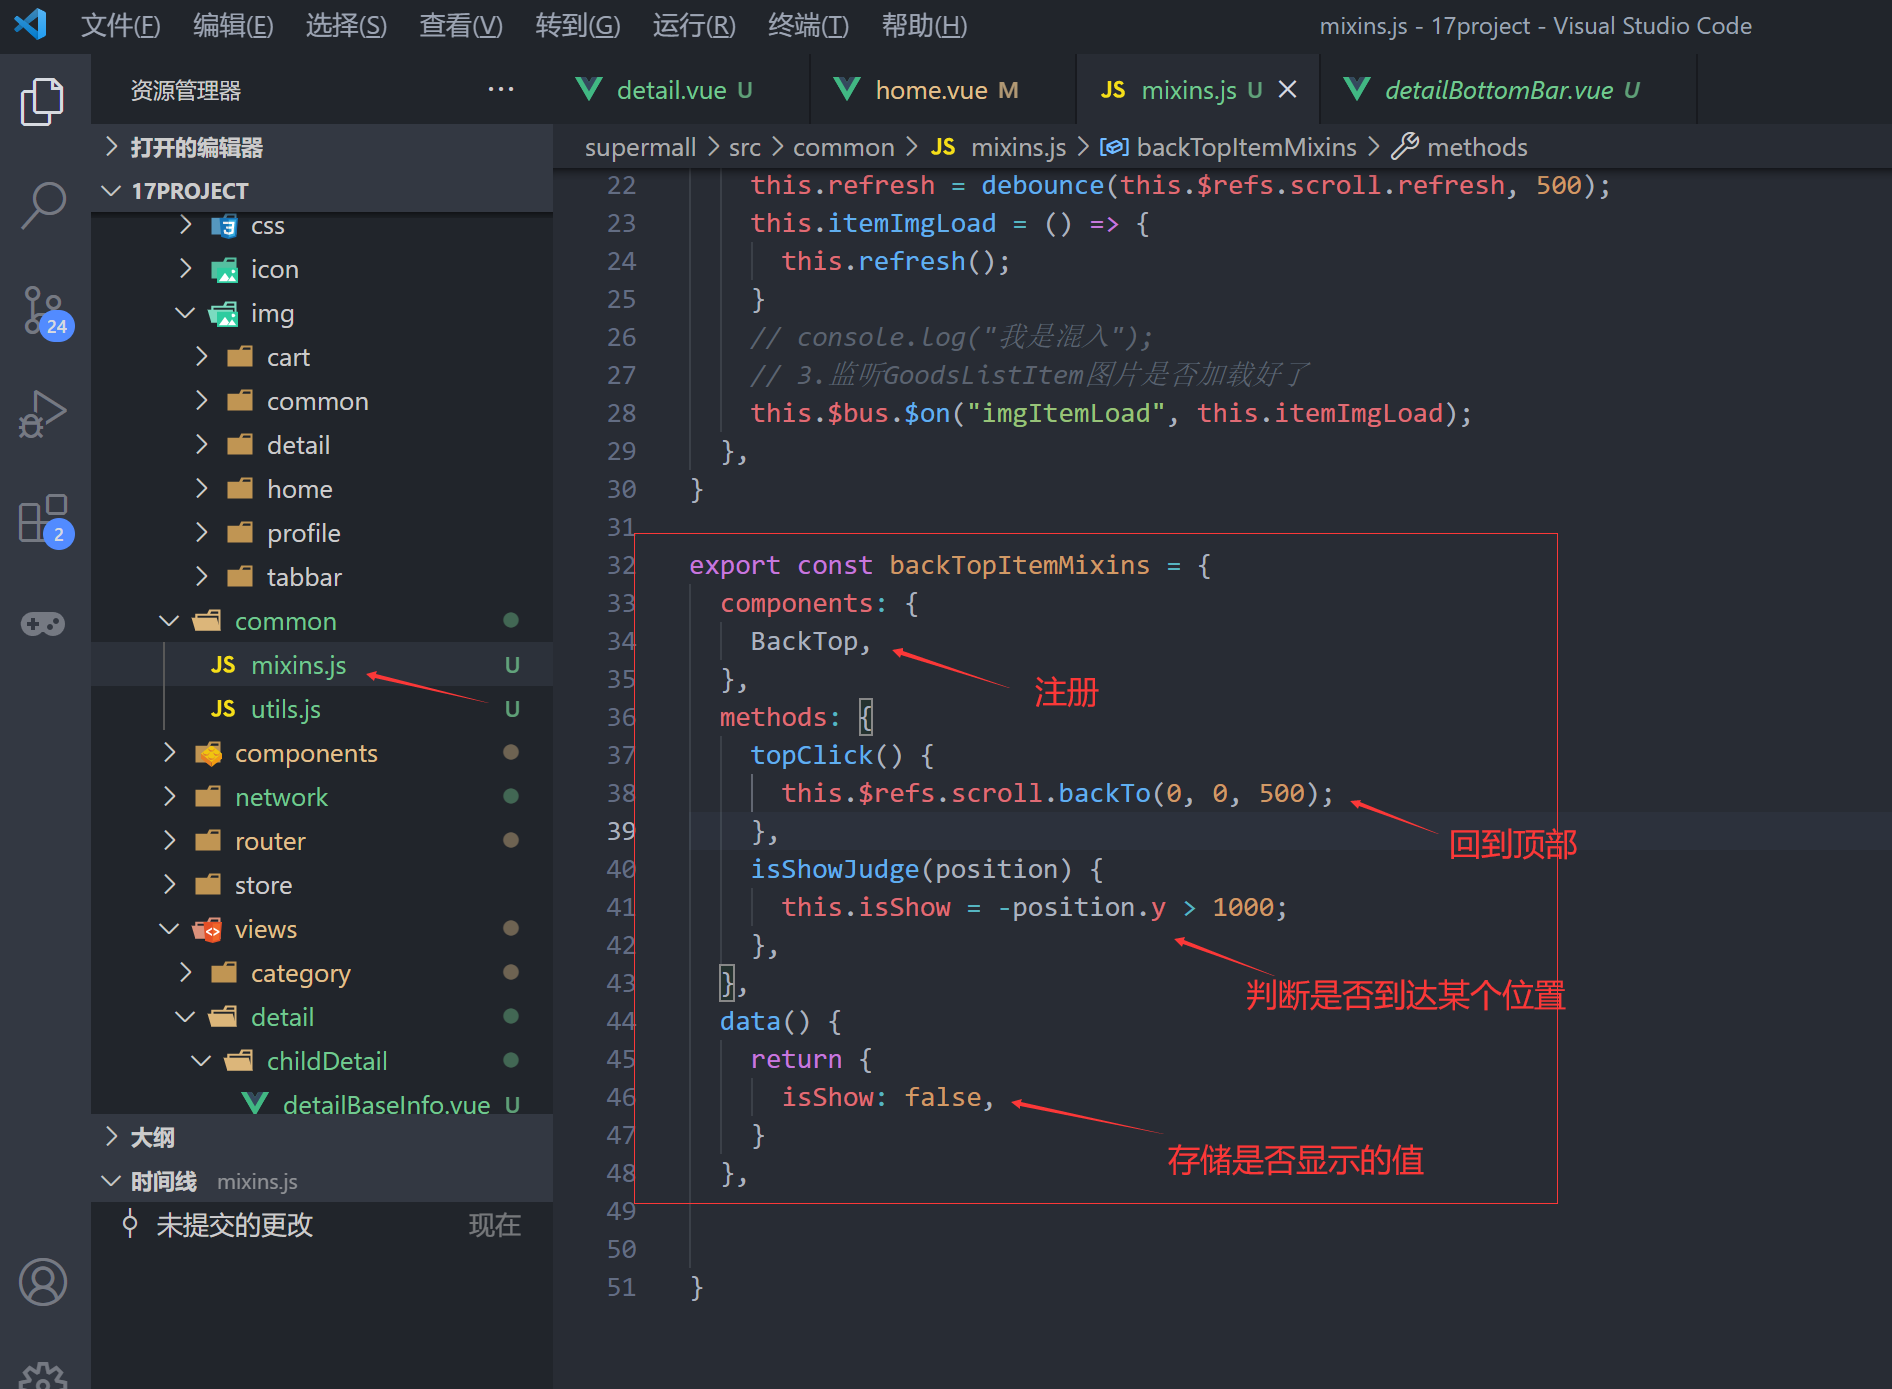 文件(F) 编辑(E) 选择(S) 查看(V) 转到(G) 运行(R) 终端(T) 帮助(H) mixins.js - 17project - Visual Studio Code
资源管理器 ···
detail.vue U home.vue M JS mixins.js U detailBottomBar.vue U
打开的编辑器
supermall > src > common > JS mixins.js > backTopItemMixins > methods
17PROJECT
css
icon
img
cart
common
detail
home
profile
tabbar
common
JS mixins.js U
JS utils.js U
components
network
router
store
views
category
detail
childDetail
detailBaseInfo.vue U
大纲
时间线 mixins.js
未提交的更改 现在
24
2
22 this.refresh = debounce(this.$refs.scroll.refresh, 500);
23 this.itemImgLoad = () => {
24 this.refresh();
25 }
26 // console.log("我是混入");
27 // 3.监听GoodsListItem图片是否加载好了
28 this.$bus.$on("imgItemLoad", this.itemImgLoad);
29 },
30 }
31
32 export const backTopItemMixins = {
33 components: {
34 BackTop,
35 },
注册
36 methods: {
37 topClick() {
38 this.$refs.scroll.backTo(0, 0, 500);
39 },
回到顶部
40 isShowJudge(position) {
41 this.isShow = -position.y > 1000;
42 },
43 },
判断是否到达某个位置
44 data() {
45 return {
46 isShow: false,
47 }
存储是否显示的值
48 },
49
50
51 }